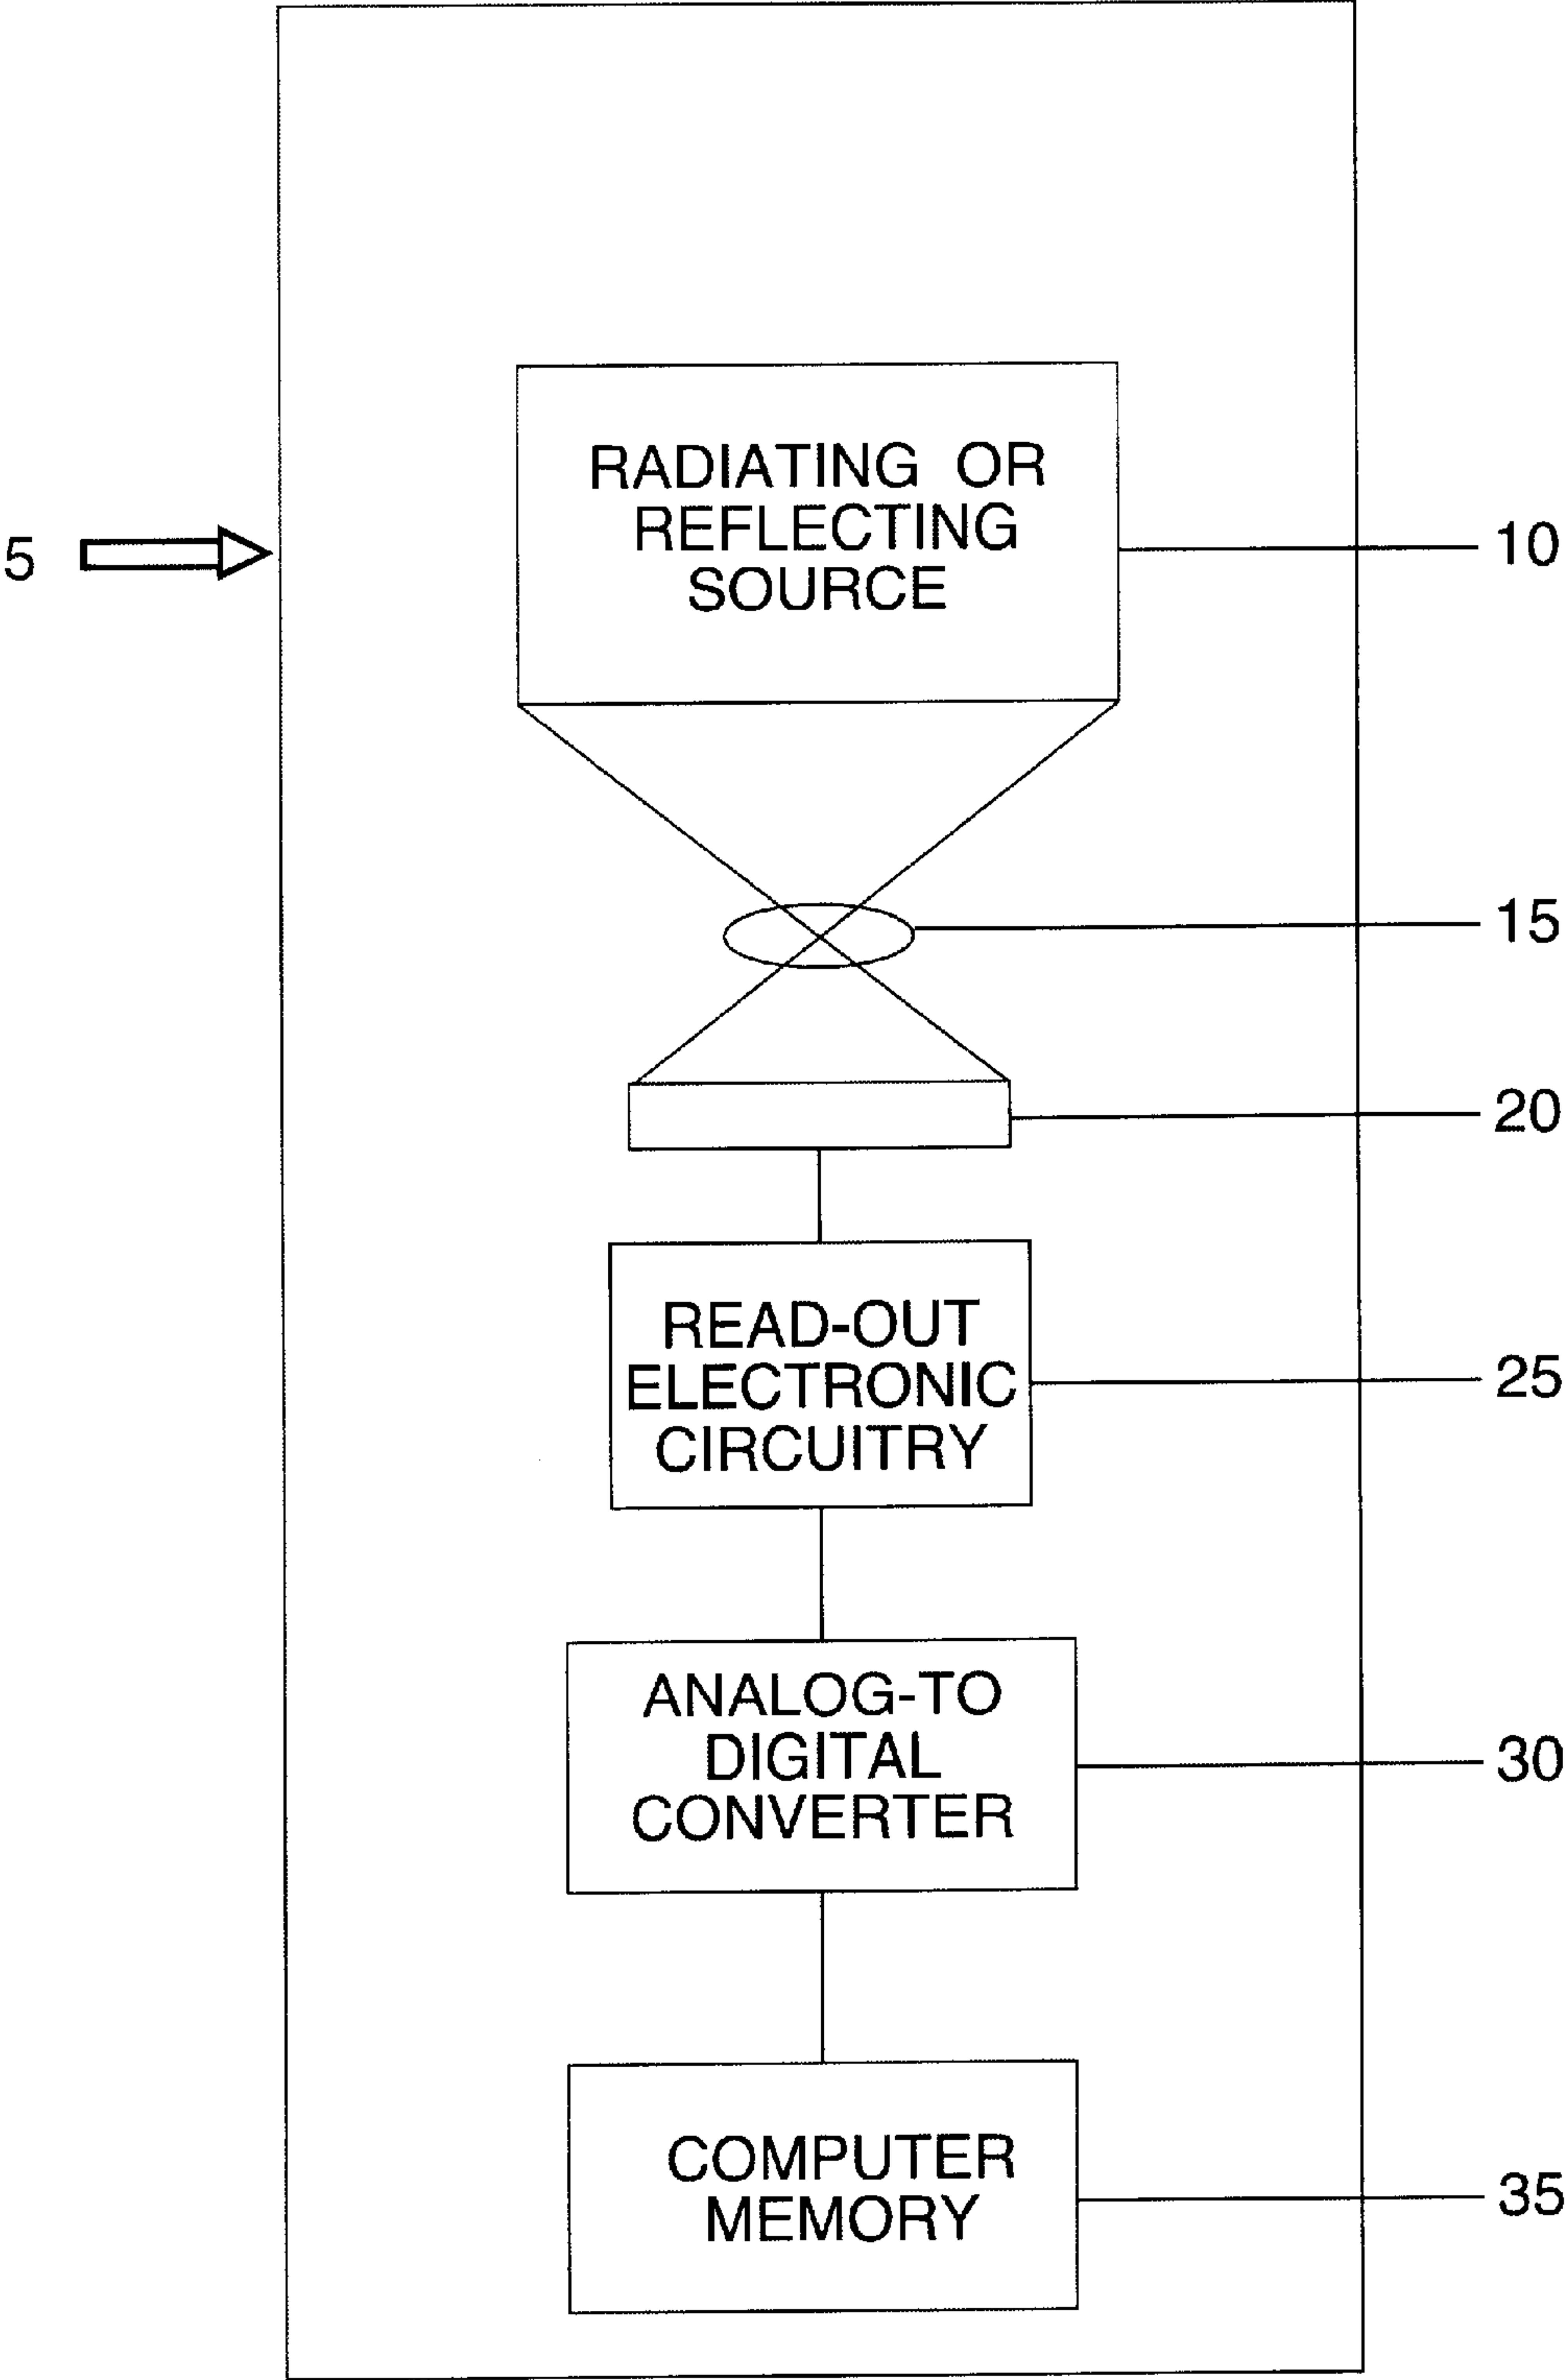 RADIATING OR
REFLECTING
SOURCE
5
10
15
20
READ-OUT
ELECTRONIC
CIRCUITRY
25
ANALOG-TO
DIGITAL
CONVERTER
30
COMPUTER
MEMORY
35